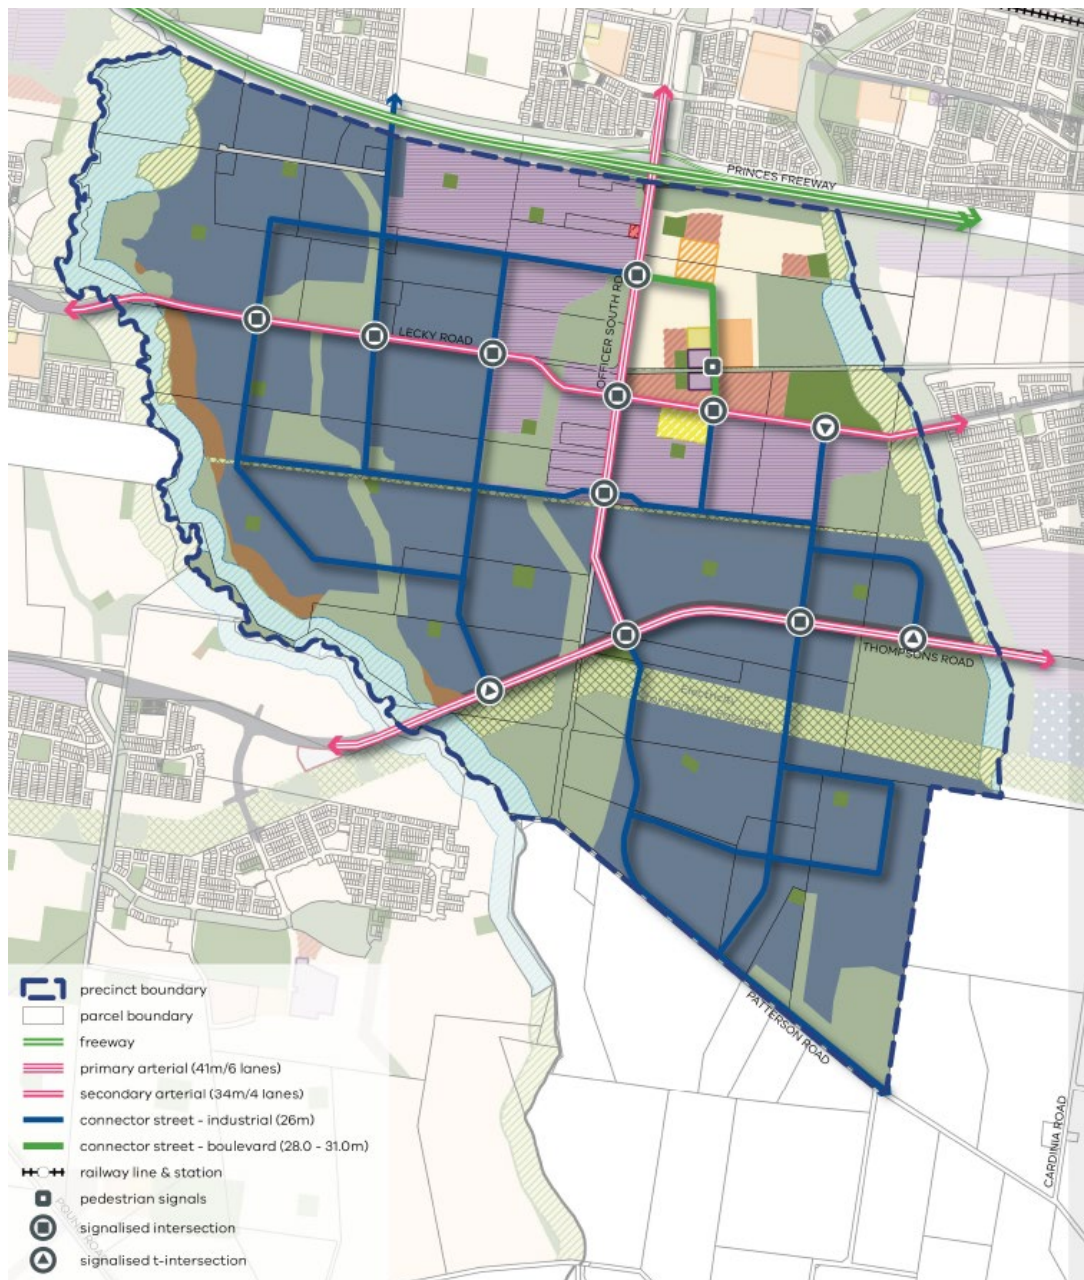 PRINCES FREEWAY
OFFICER SOUTH RD
LECKY ROAD
THOMPSONS ROAD
PATTERSON ROAD
CARDINIA ROAD
precinct boundary
parcel boundary
freeway
primary arterial (41m/6 lanes)
secondary arterial (34m/4 lanes)
connector street - industrial (26m)
connector street - boulevard (28.0 - 31.0m)
railway line & station
pedestrian signals
signalised intersection
signalised t-intersection
POUND ROAD